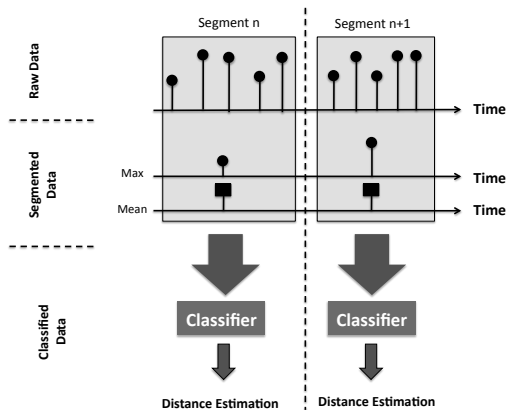 Segment n
Segment n+1
Raw Data
Time
Segmented
Data
Max
Time
Mean
Time
Classified
Data
Classifier
Classifier
Distance Estimation
Distance Estimation